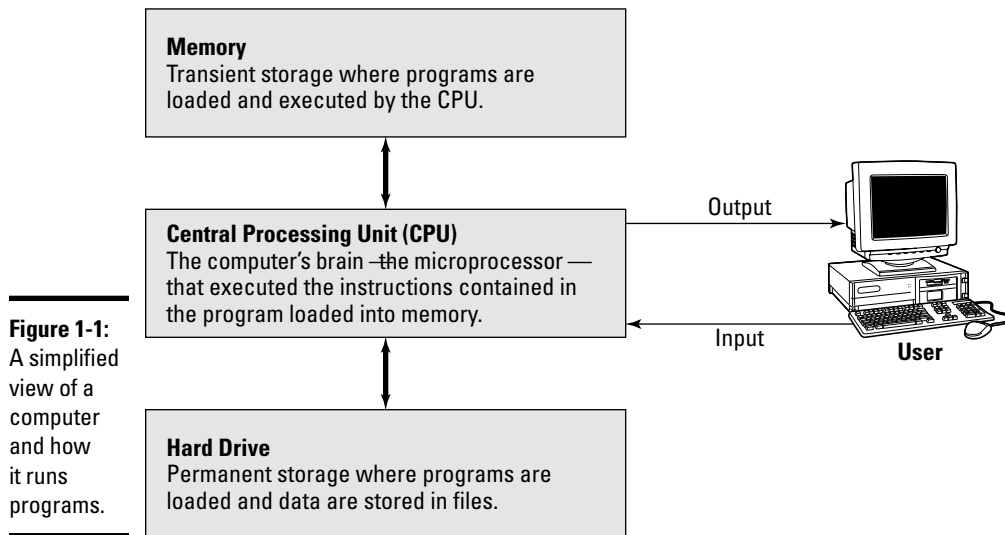 Memory
Transient storage where programs are
loaded and executed by the CPU.
Central Processing Unit (CPU)
The computer's brain —the microprocessor —
that executed the instructions contained in
the program loaded into memory.
Hard Drive
Permanent storage where programs are
loaded and data are stored in files.
Output
Input
User
Figure 1-1:
A simplified
view of a
computer
and how
it runs
programs.